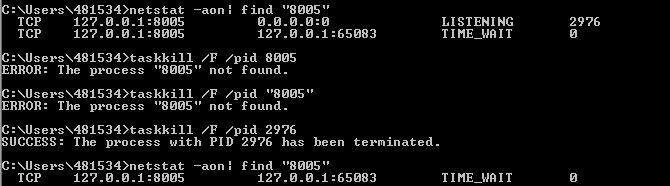 C:\Users\481534>netstat -aon| find "8005"
TCP 127.0.0.1:8005 0.0.0.0:0 LISTENING 2976
TCP 127.0.0.1:8005 127.0.0.1:65083 TIME_WAIT 0
C:\Users\481534>taskkill /F /pid 8005
ERROR: The process "8005" not found.
C:\Users\481534>taskkill /F /pid "8005"
ERROR: The process "8005" not found.
C:\Users\481534>taskkill /F /pid 2976
SUCCESS: The process with PID 2976 has been terminated.
C:\Users\481534>netstat -aon| find "8005"
TCP 127.0.0.1:8005 127.0.0.1:65083 TIME_WAIT 0